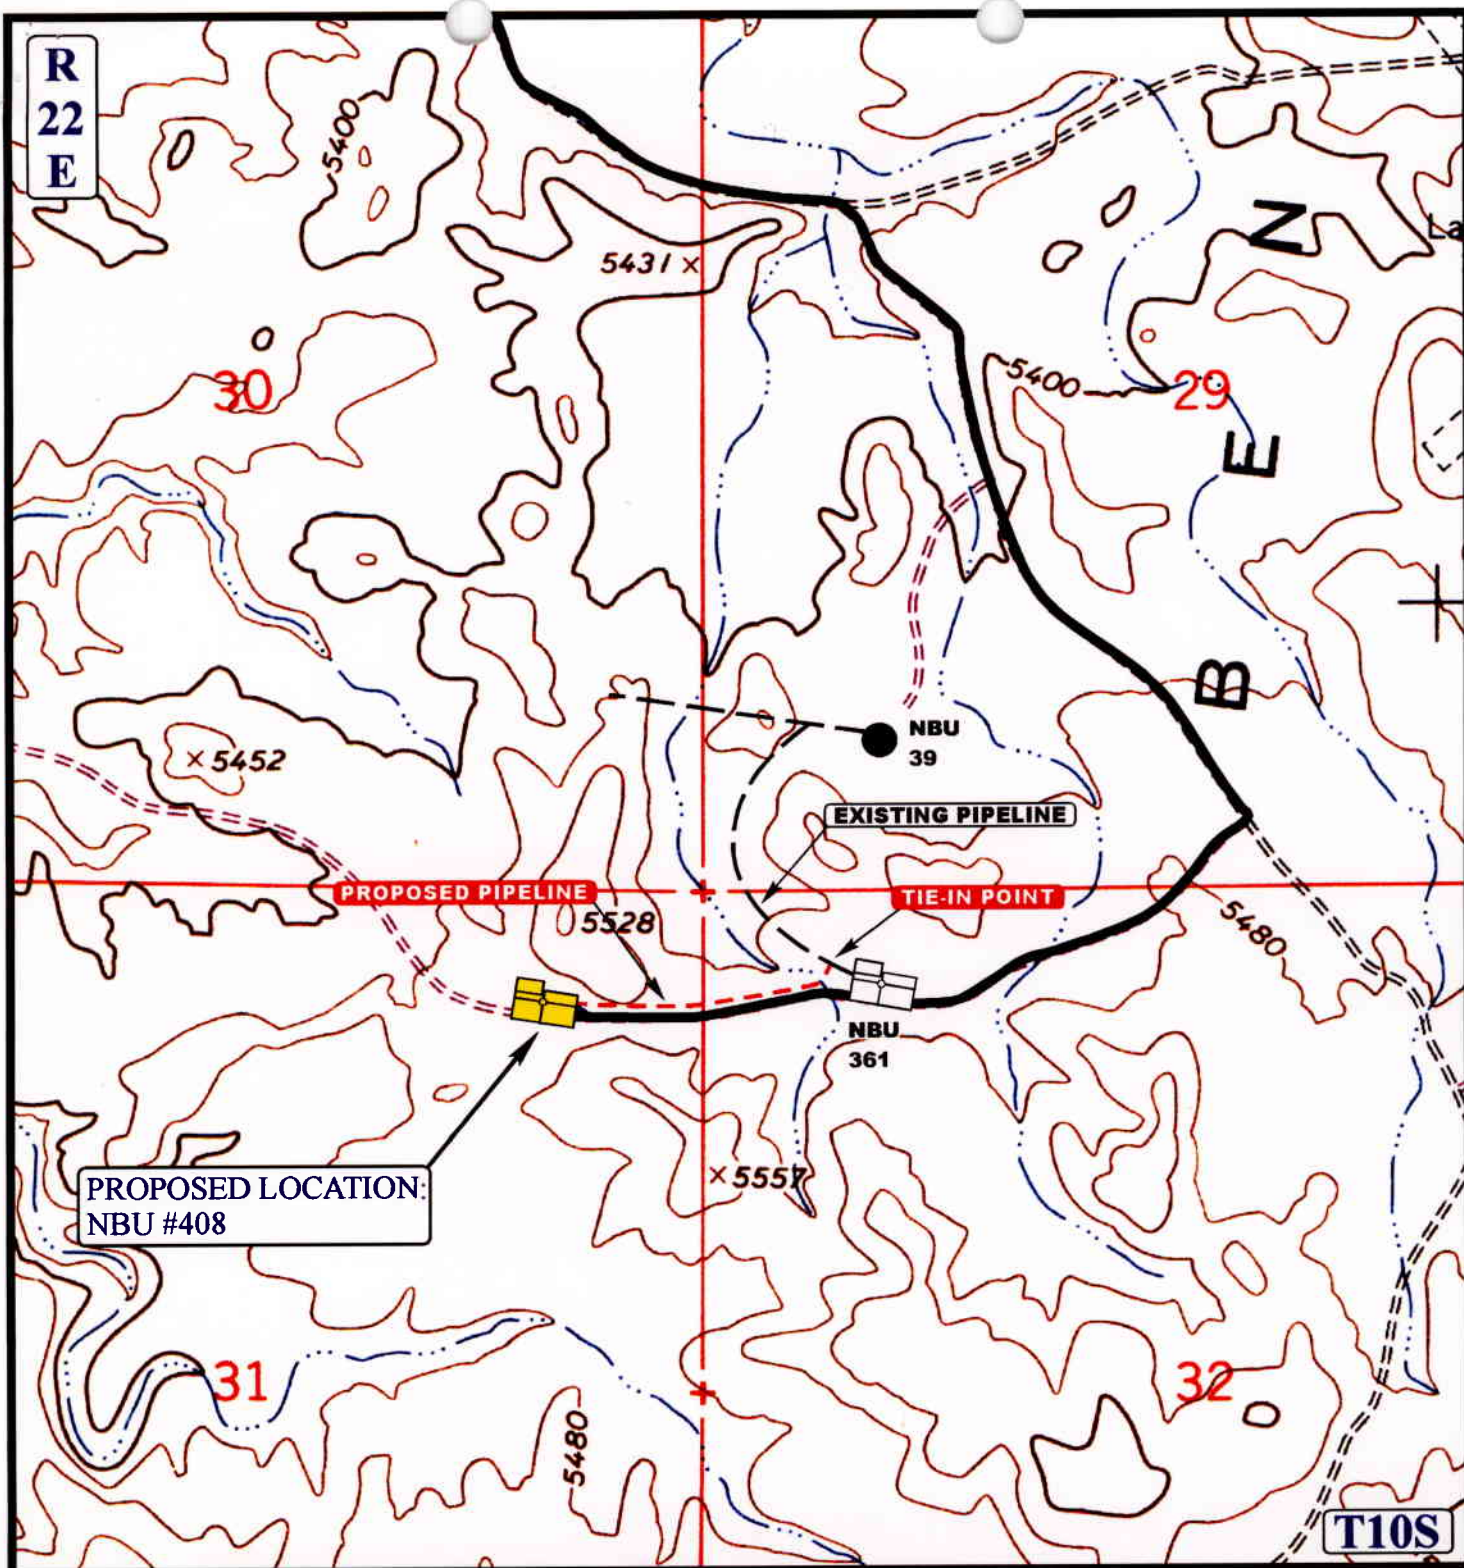 R
22
E
5400
5431
La
N
30
5400
29
E
B
5452
NBU
39
EXISTING PIPELINE
PROPOSED PIPELINE
TIE-IN POINT
5528
5480
NBU
361
PROPOSED LOCATION:
NBU #408
5557
31
32
5480
T10S